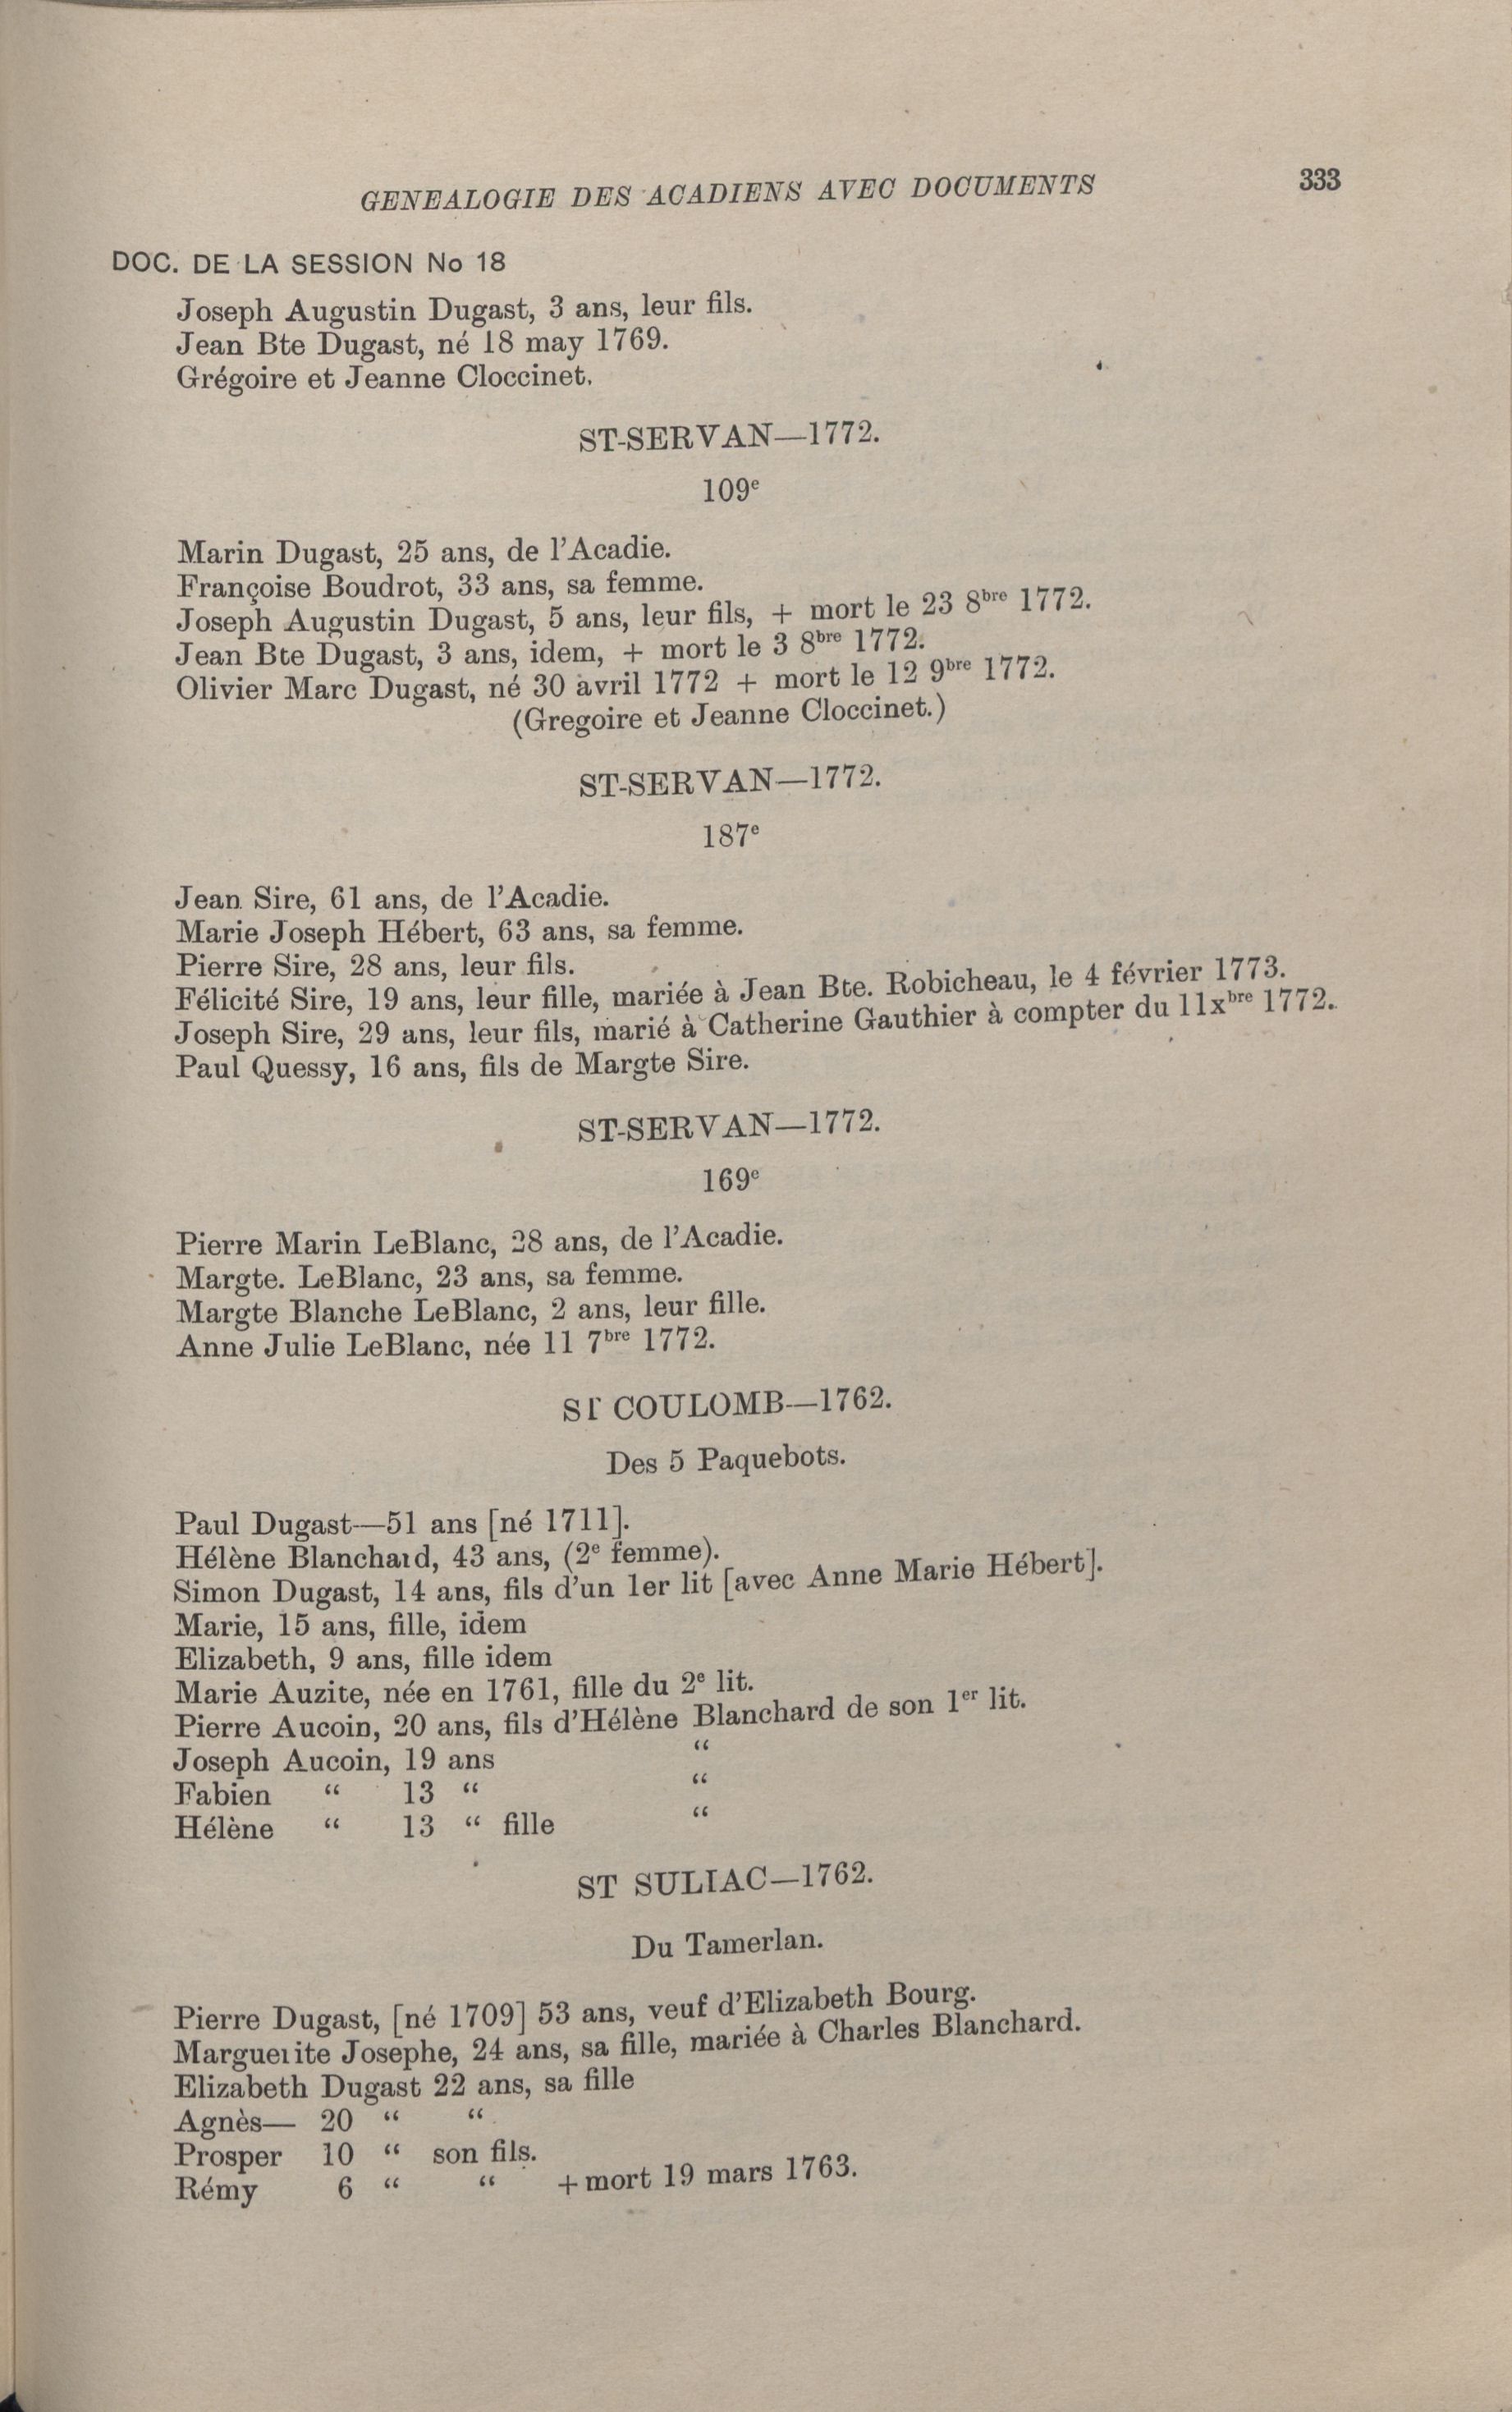 GENEALOGIE DES ACADIENS AVEC DOCUMENTS 333
DOC. DE LA SESSION No 18
Joseph Augustin Dugast, 3 ans, leur fils.
Jean Bte Dugast, né 18 may 1769.
Grégoire et Jeanne Cloccinet.
ST-SERVAN—1772.
109e
Marin Dugast, 25 ans, de l'Acadie.
Françoise Boudrot, 33 ans, sa femme.
Joseph Augustin Dugast, 5 ans, leur fils, + mort le 23 8bre 1772.
Jean Bte Dugast, 3 ans, idem, + mort le 3 8bre 1772.
Olivier Marc Dugast, né 30 avril 1772 + mort le 12 9bre 1772.
(Gregoire et Jeanne Cloccinet.)
ST-SERVAN—1772.
187e
Jean Sire, 61 ans, de l'Acadie.
Marie Joseph Hébert, 63 ans, sa femme.
Pierre Sire, 28 ans, leur fils.
Félicité Sire, 19 ans, leur fille, mariée à Jean Bte. Robicheau, le 4 février 1773.
Joseph Sire, 29 ans, leur fils, marié à Catherine Gauthier à compter du 11xbre 1772.
Paul Quessy, 16 ans, fils de Margte Sire.
ST-SERVAN—1772.
169e
Pierre Marin LeBlanc, 28 ans, de l'Acadie.
Margte. LeBlanc, 23 ans, sa femme.
Margte Blanche LeBlanc, 2 ans, leur fille.
Anne Julie LeBlanc, née 11 7bre 1772.
ST COULOMB—1762.
Des 5 Paquebots.
Paul Dugast—51 ans [né 1711].
Hélène Blanchard, 43 ans, (2e femme).
Simon Dugast, 14 ans, fils d'un 1er lit [avec Anne Marie Hébert].
Marie, 15 ans, fille, idem
Elizabeth, 9 ans, fille idem
Marie Auzite, née en 1761, fille du 2e lit.
Pierre Aucoin, 20 ans, fils d'Hélène Blanchard de son 1er lit.
Joseph Aucoin, 19 ans “
Fabien “ 13 “ “
Hélène “ 13 “ fille “
ST SULIAC—1762.
Du Tamerlan.
Pierre Dugast, [né 1709] 53 ans, veuf d'Elizabeth Bourg.
Marguerite Josephe, 24 ans, sa fille, mariée à Charles Blanchard.
Elizabeth Dugast 22 ans, sa fille
Agnès— 20 “ “
Prosper 10 “ son fils.
Rémy 6 “ “ + mort 19 mars 1763.